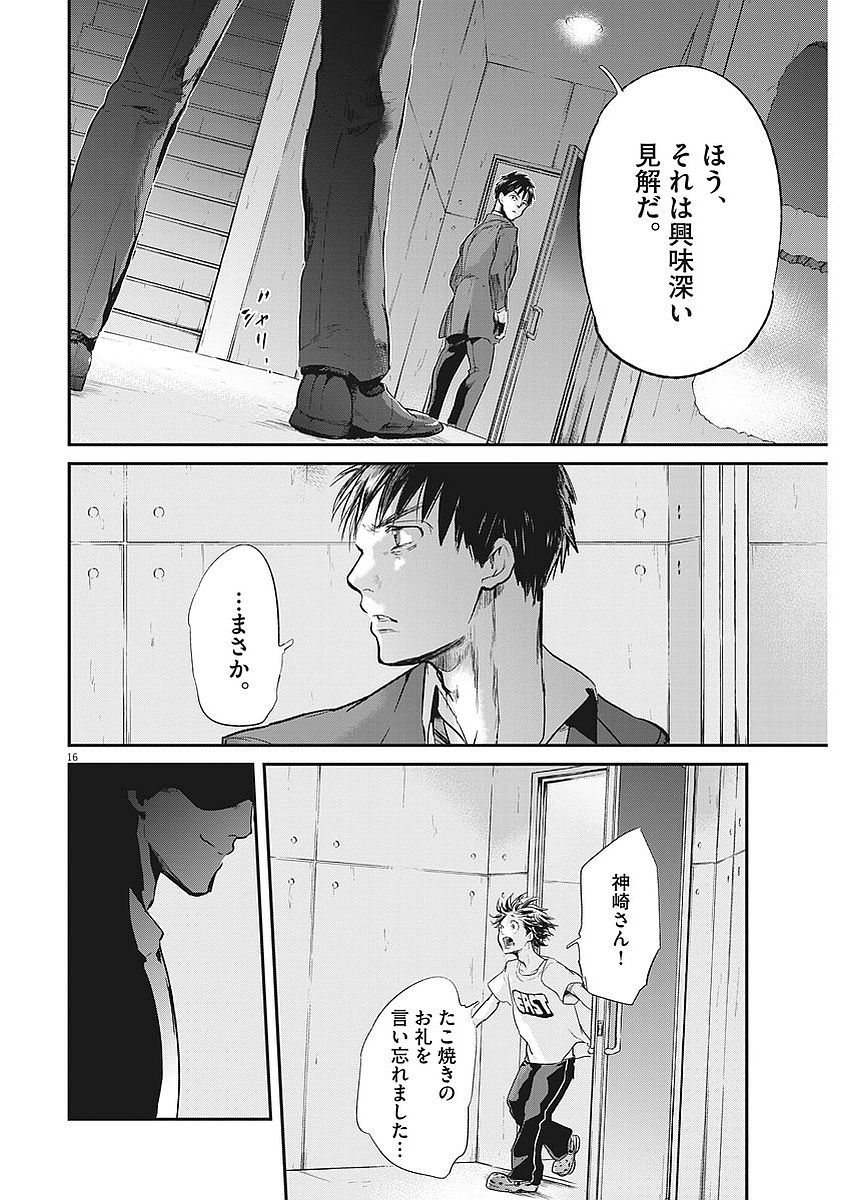 ほう、
それは興味深い
見解だ。
ジャリ…
…まさか。
16
神崎さん！
EAST
たこ焼きの
お礼を
言い忘れました…